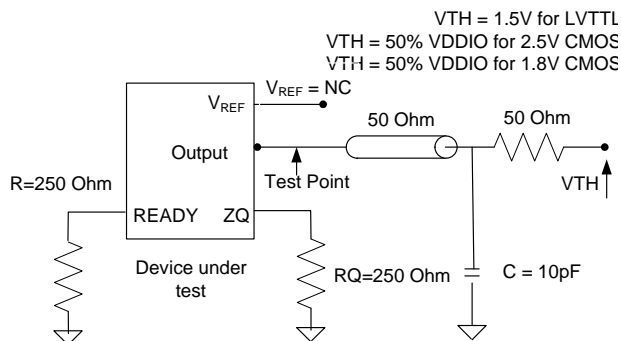 VTH = 1.5V for LVTTL
VTH = 50% VDDIO for 2.5V CMOS
VTH = 50% VDDIO for 1.8V CMOS
VREF = NC
VREF
50 Ohm
50 Ohm
Output
Test Point
VTH
R=250 Ohm
READY
ZQ
Device under
test
RQ=250 Ohm
C = 10pF